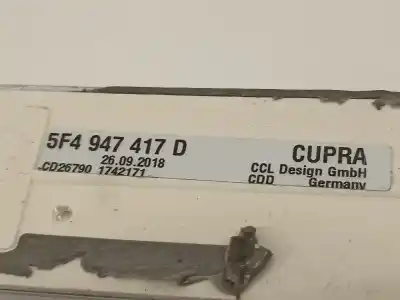 5F4 947 417 D
26.09.2018
CD26790 1742171
CUPRA
CCL Design GmbH
CDD Germany